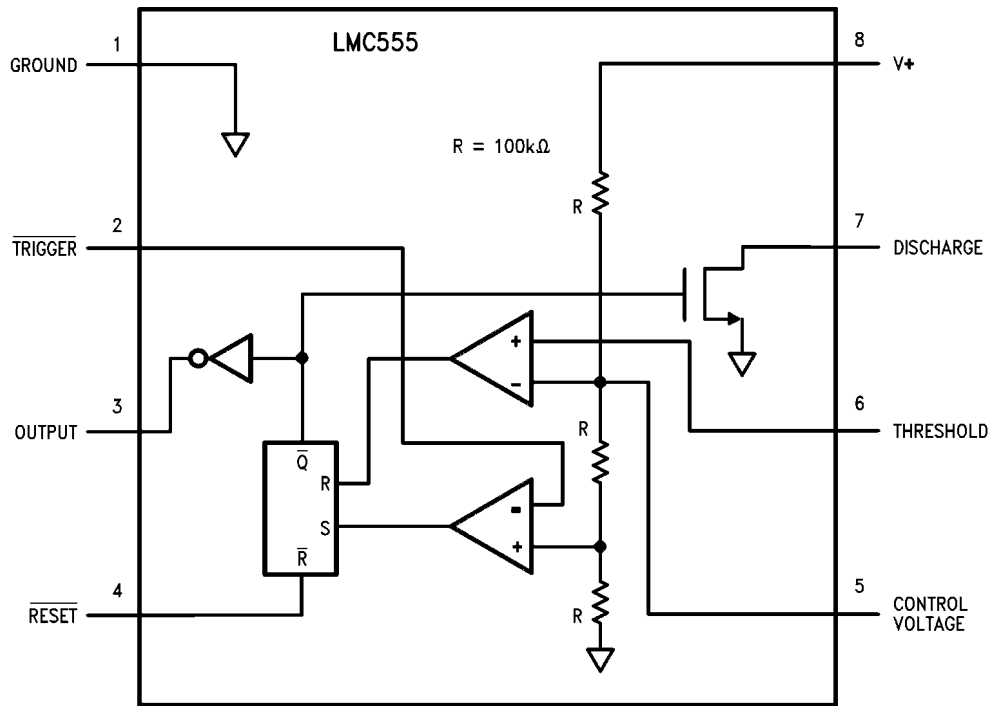 LMC555
1
GROUND
8
V+
R = 100kΩ
R
2
TRIGGER
7
DISCHARGE
+
-
3
OUTPUT
6
THRESHOLD
R
Q̅
R
S
R̅
-
+
4
RESET
R
5
CONTROL
VOLTAGE